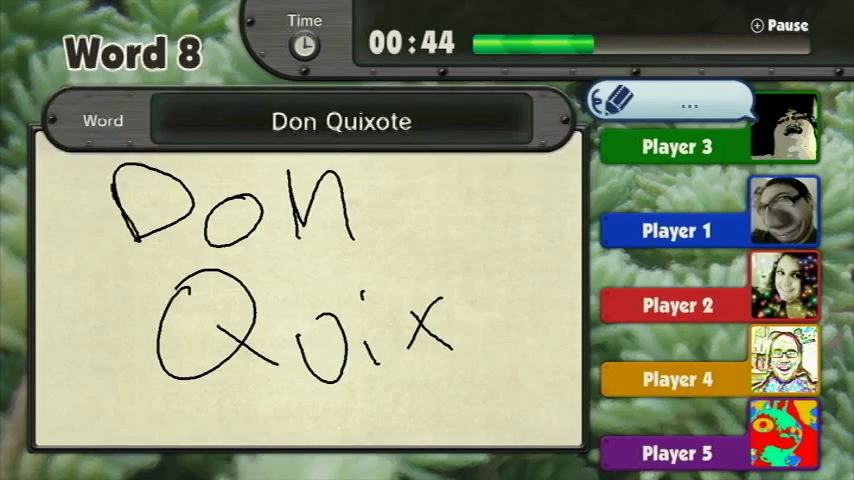 Word 8
Time
00:44
+ Pause
Word
Don Quixote
...
Player 3
Player 1
Player 2
Player 4
Player 5
Don
Quix